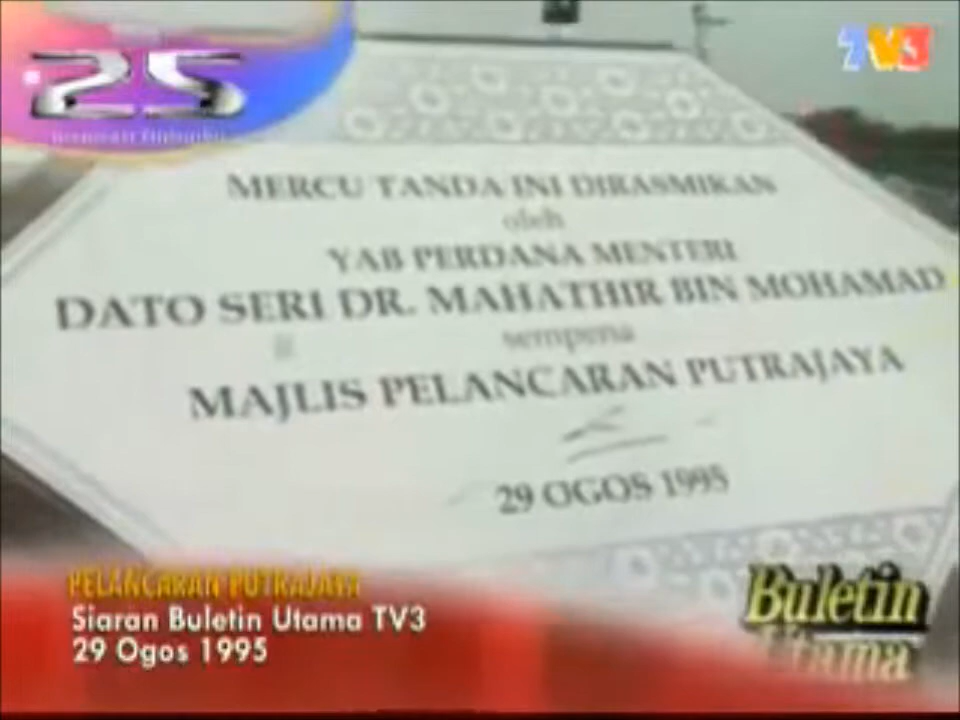 25
TV3
MERCU TANDA INI DIRASMIKAN
oleh
YAB PERDANA MENTERI
DATO SERI DR. MAHATHIR BIN MOHAMAD
sempena
MAJLIS PELANCARAN PUTRAJAYA
29 OGOS 1995
PELANCARAN PUTRAJAYA
Siaran Buletin Utama TV3
29 Ogos 1995
Buletin
Utama